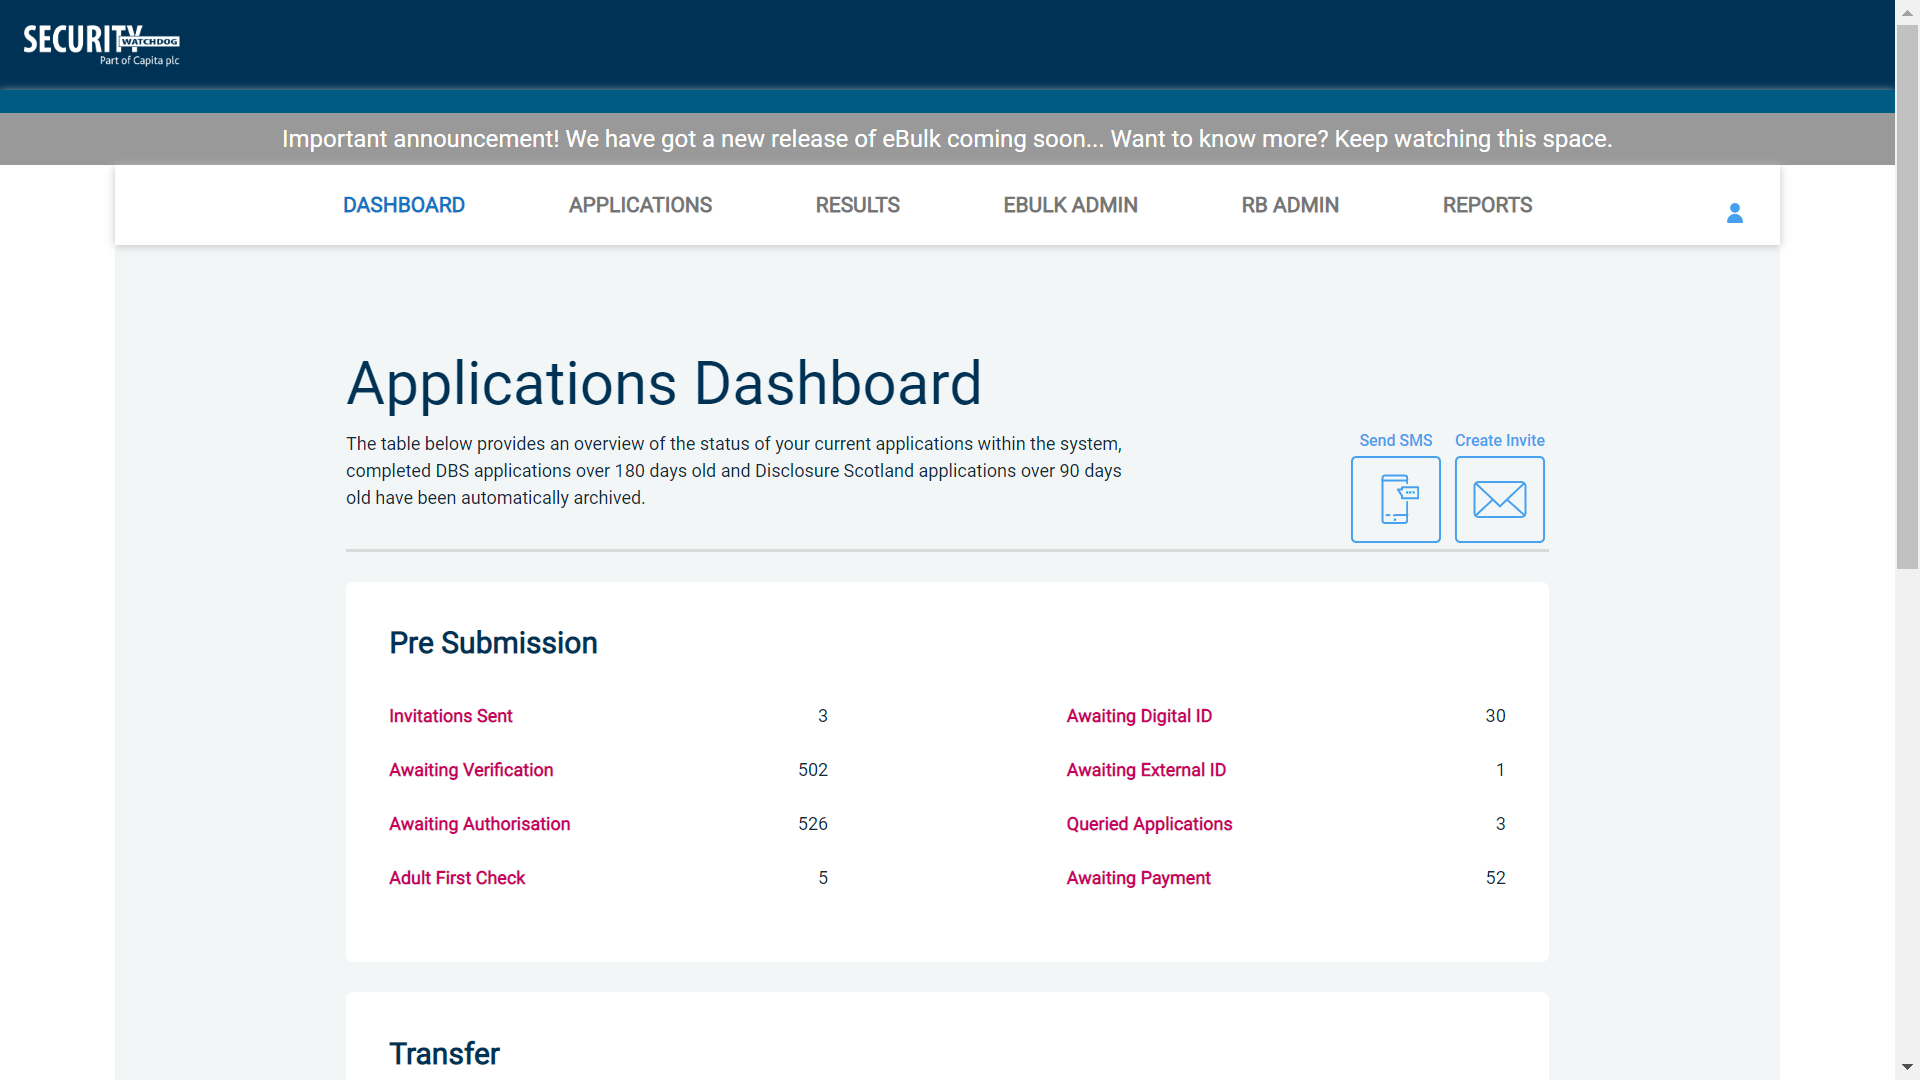 SECURITY
WATCHDOG
Part of Capita plc
Important announcement! We have got a new release of eBulk coming soon... Want to know more? Keep watching this space.
DASHBOARD APPLICATIONS RESULTS EBULK ADMIN RB ADMIN REPORTS
Applications Dashboard
The table below provides an overview of the status of your current applications within the system,
completed DBS applications over 180 days old and Disclosure Scotland applications over 90 days
old have been automatically archived.
Send SMS Create Invite
Pre Submission
Invitations Sent 3 Awaiting Digital ID 30
Awaiting Verification 502 Awaiting External ID 1
Awaiting Authorisation 526 Queried Applications 3
Adult First Check 5 Awaiting Payment 52
Transfer